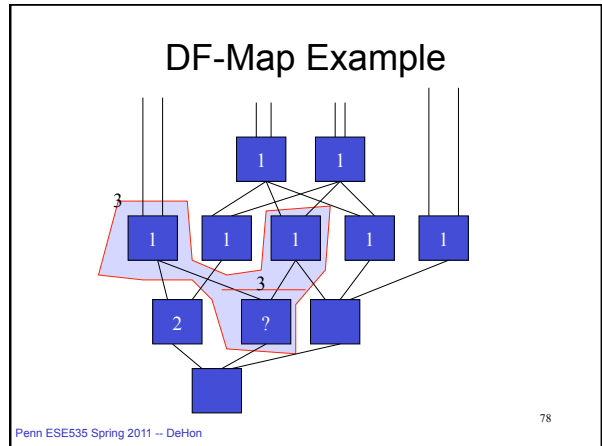 DF-Map Example
1 1
3
1 1 1 1 1
3
2 ?
78
Penn ESE535 Spring 2011 -- DeHon